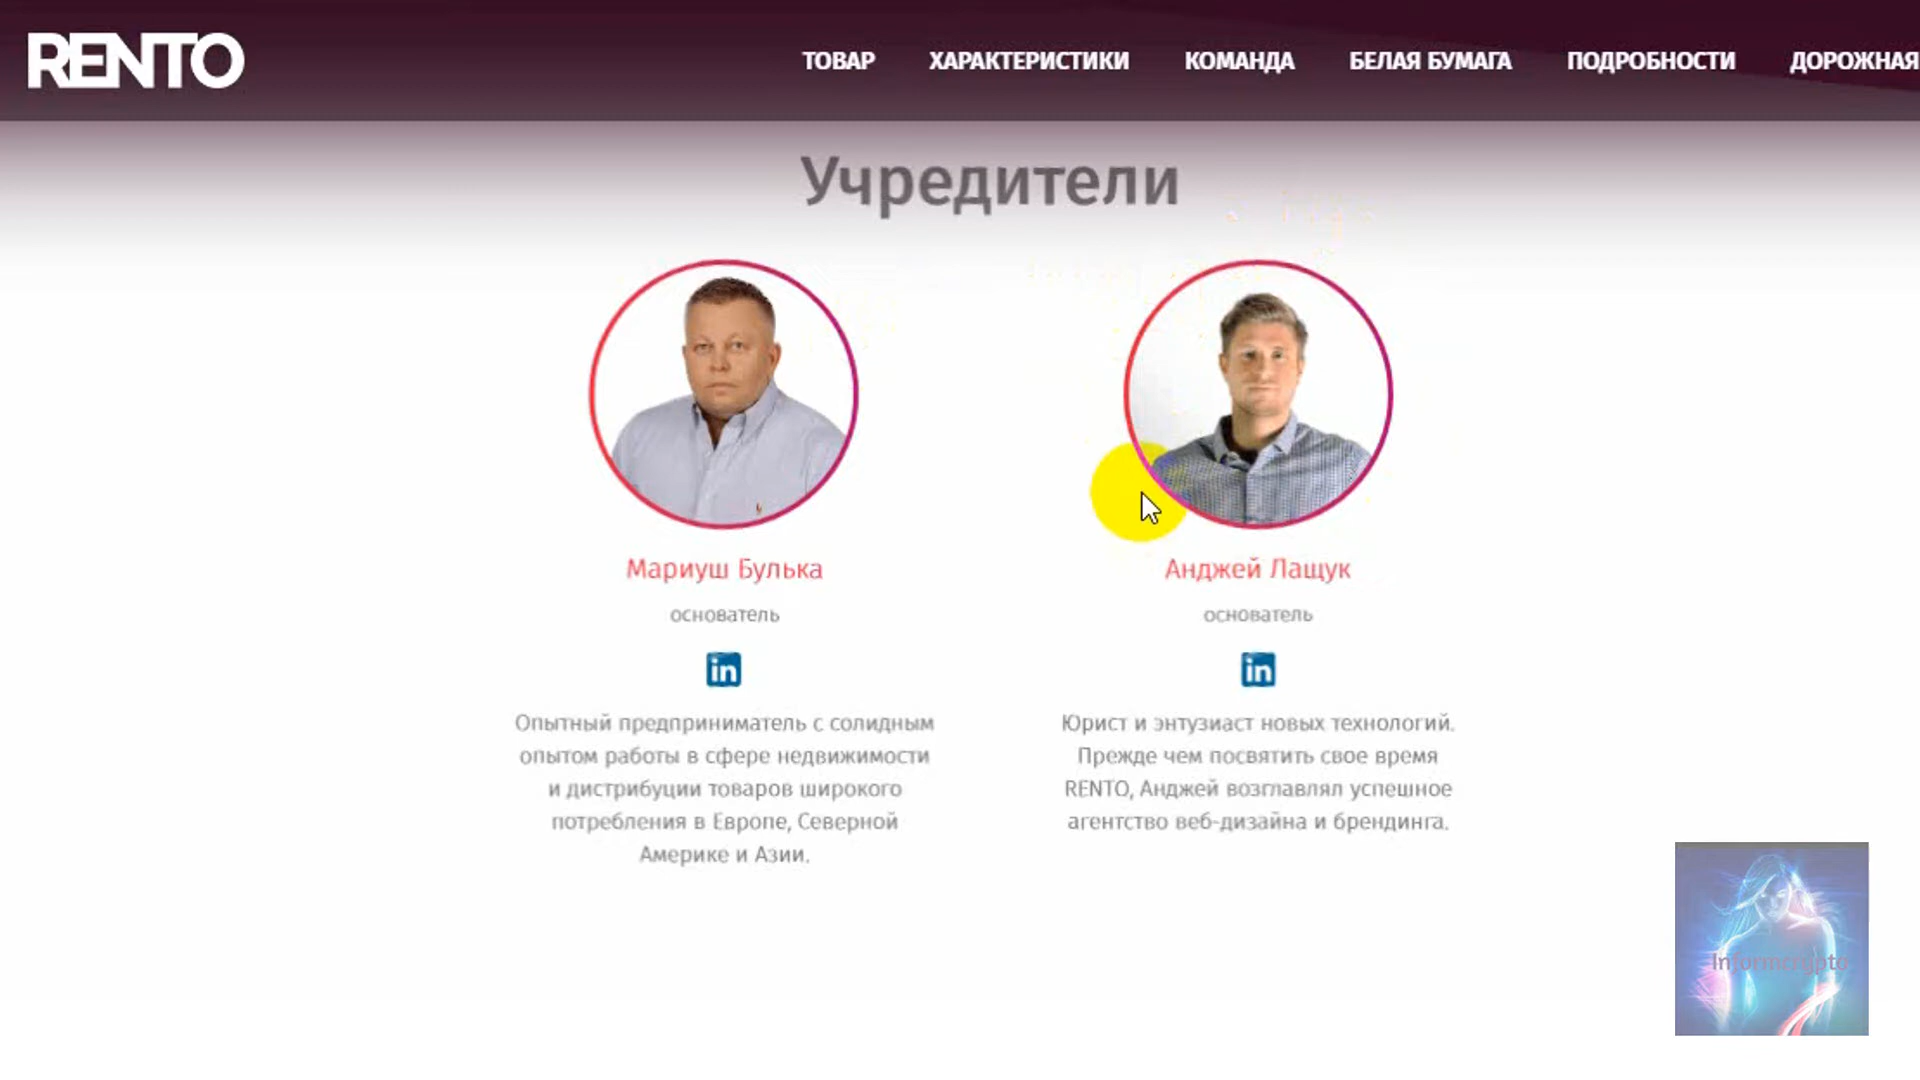 RENTO
ТОВАР ХАРАКТЕРИСТИКИ КОМАНДА БЕЛАЯ БУМАГА ПОДРОБНОСТИ ДОРОЖНАЯ
Учредители
Мариуш Булька
основатель
in
Опытный предприниматель с солидным
опытом работы в сфере недвижимости
и дистрибуции товаров широкого
потребления в Европе, Северной
Америке и Азии.
Анджей Лащук
основатель
in
Юрист и энтузиаст новых технологий.
Прежде чем посвятить свое время
RENTO, Анджей возглавлял успешное
агентство веб-дизайна и брендинга.
Informcrypto